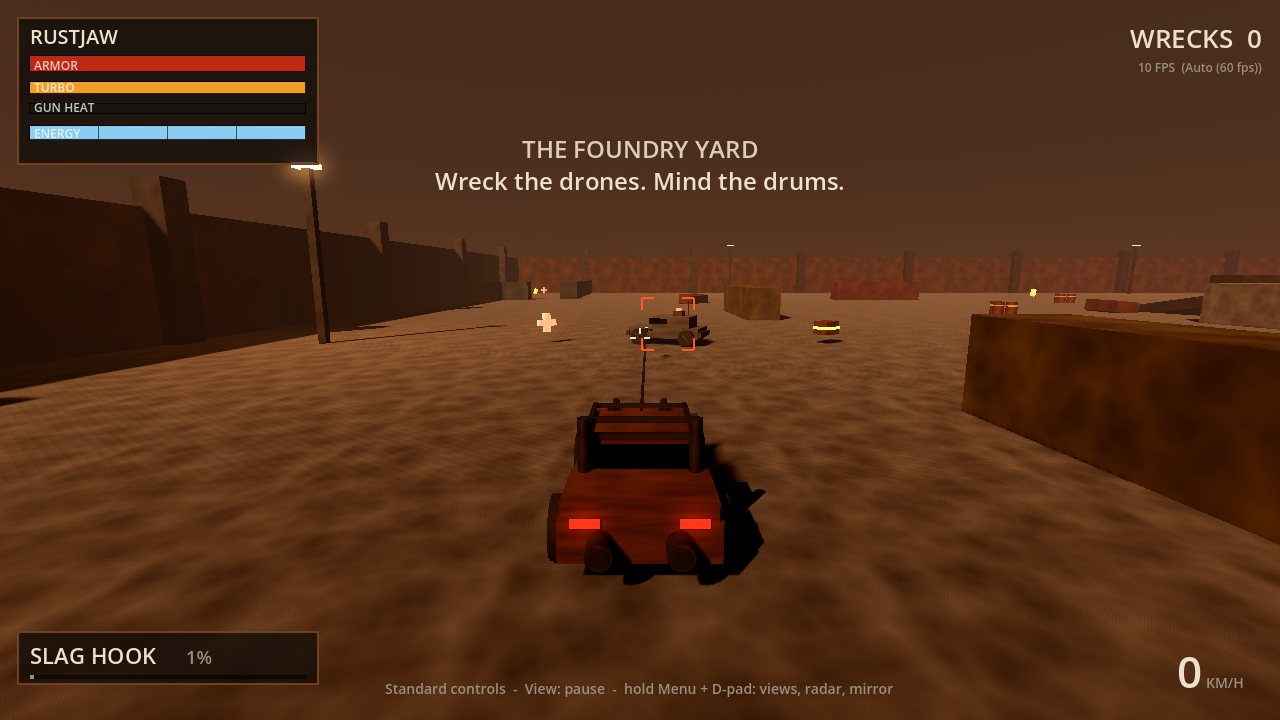 RUSTJAW
ARMOR
TURBO
GUN HEAT
ENERGY
WRECKS 0
10 FPS (Auto (60 fps))
THE FOUNDRY YARD
Wreck the drones. Mind the drums.
SLAG HOOK 1%
Standard controls - View: pause - hold Menu + D-pad: views, radar, mirror
0 KM/H